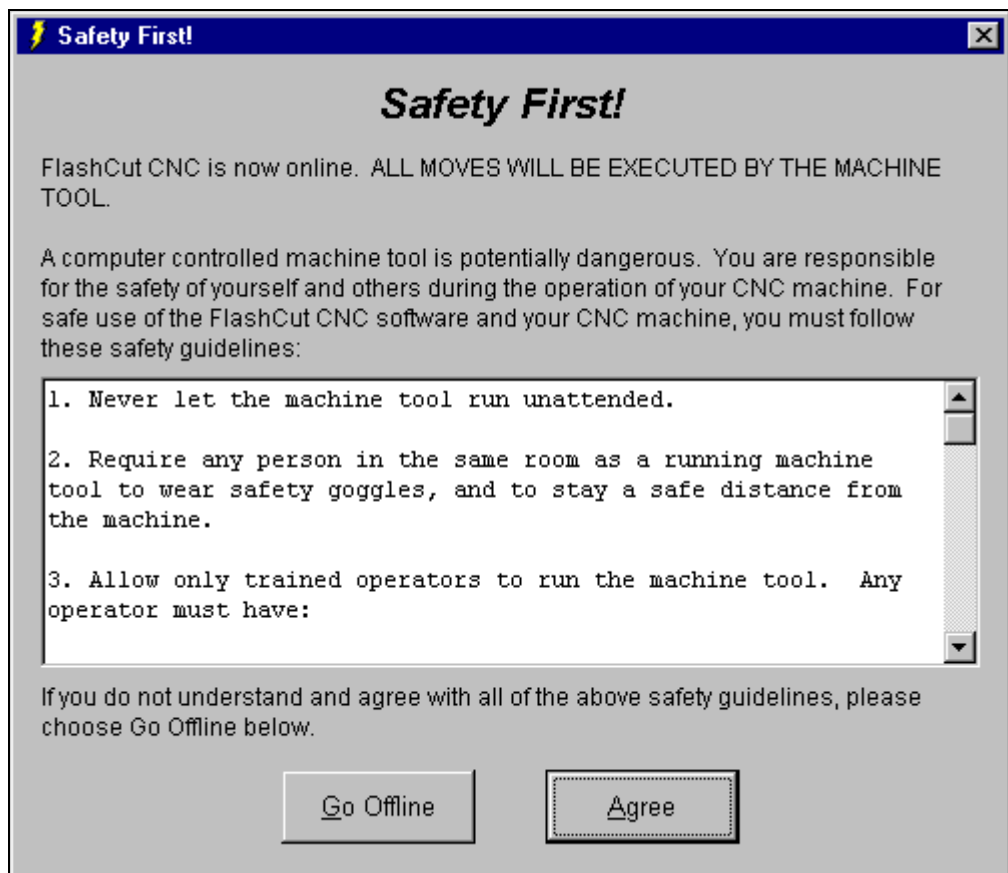 Safety First!
Safety First!
FlashCut CNC is now online.  ALL MOVES WILL BE EXECUTED BY THE MACHINE
TOOL.
A computer controlled machine tool is potentially dangerous.  You are responsible
for the safety of yourself and others during the operation of your CNC machine.  For
safe use of the FlashCut CNC software and your CNC machine, you must follow
these safety guidelines:
1. Never let the machine tool run unattended.
2. Require any person in the same room as a running machine
tool to wear safety goggles, and to stay a safe distance from
the machine.
3. Allow only trained operators to run the machine tool.  Any
operator must have:
If you do not understand and agree with all of the above safety guidelines, please
choose Go Offline below.
Go Offline
Agree